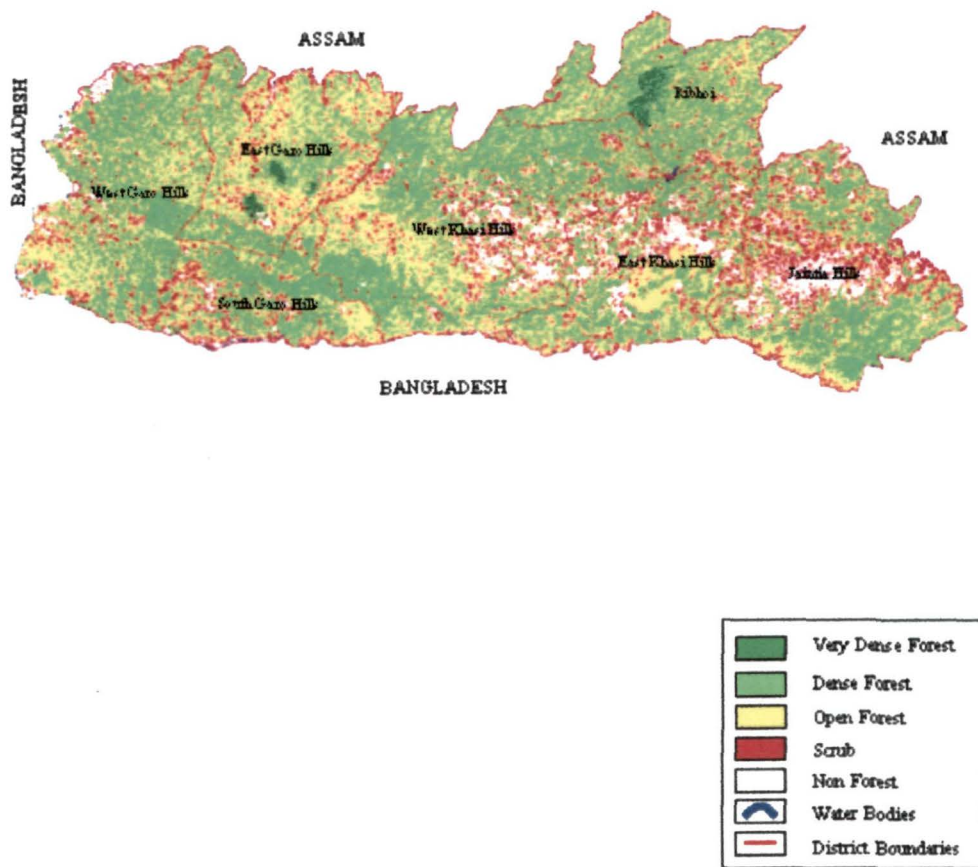 ASSAM
BANGLADESH
Ribhoi
ASSAM
East Garo Hills
West Garo Hills
West Khasi Hills
East Khasi Hills
Jaintia Hills
South Garo Hills
BANGLADESH
Very Dense Forest
Dense Forest
Open Forest
Scrub
Non Forest
Water Bodies
District Boundaries